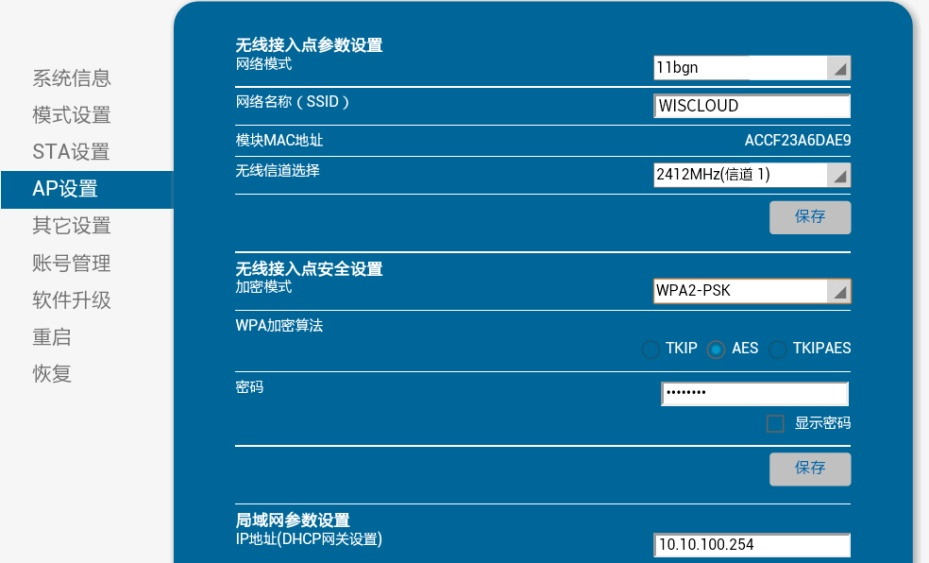 系统信息
模式设置
STA设置
AP设置
其它设置
账号管理
软件升级
重启
恢复
无线接入点参数设置
网络模式
11bgn
网络名称（SSID）
WISCLOUD
模块MAC地址
ACCF23A6DAE9
无线信道选择
2412MHz(信道 1)
保存
无线接入点安全设置
加密模式
WPA2-PSK
WPA加密算法
TKIP AES TKIPAES
密码
••••••••
显示密码
保存
局域网参数设置
IP地址(DHCP网关设置)
10.10.100.254